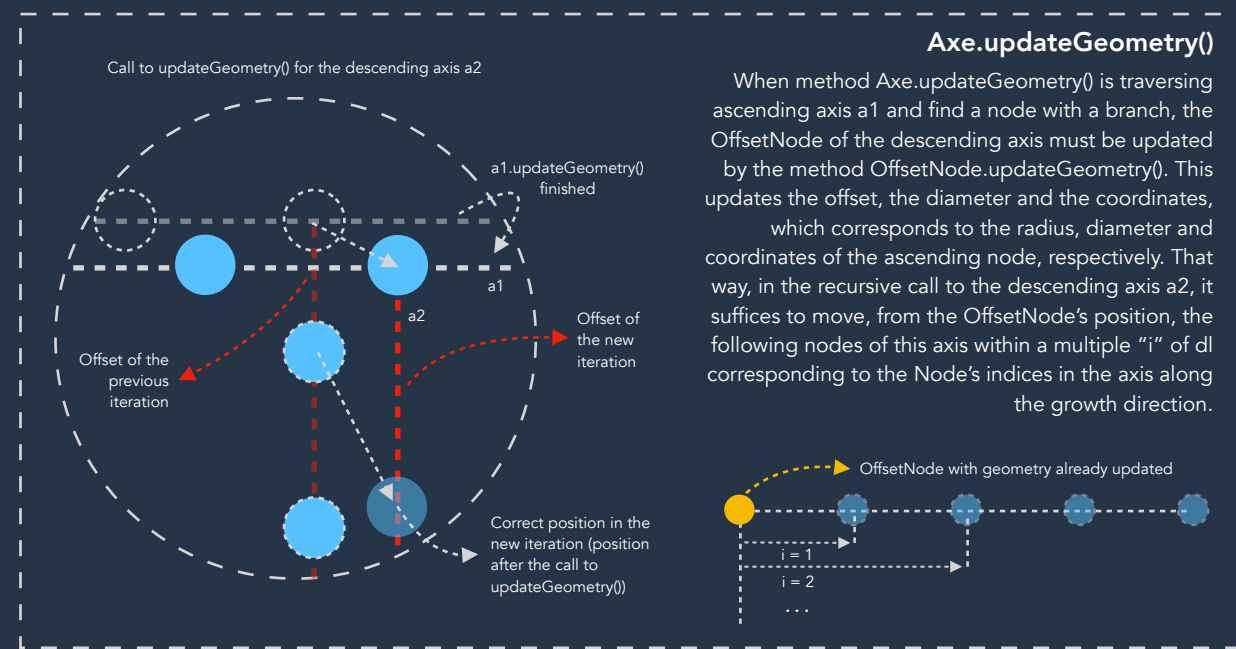 Axe.updateGeometry()
When method Axe.updateGeometry() is traversing
ascending axis a1 and find a node with a branch, the
OffsetNode of the descending axis must be updated
by the method OffsetNode.updateGeometry(). This
updates the offset, the diameter and the coordinates,
which corresponds to the radius, diameter and
coordinates of the ascending node, respectively. That
way, in the recursive call to the descending axis a2, it
suffices to move, from the OffsetNode’s position, the
following nodes of this axis within a multiple “i” of dl
corresponding to the Node’s indices in the axis along
the growth direction.
Call to updateGeometry() for the descending axis a2
a1.updateGeometry()
finished
a1
a2
Offset of
the new
iteration
Offset of the
previous
iteration
Correct position in the
new iteration (position
after the call to
updateGeometry())
OffsetNode with geometry already updated
i = 1
i = 2
. . .